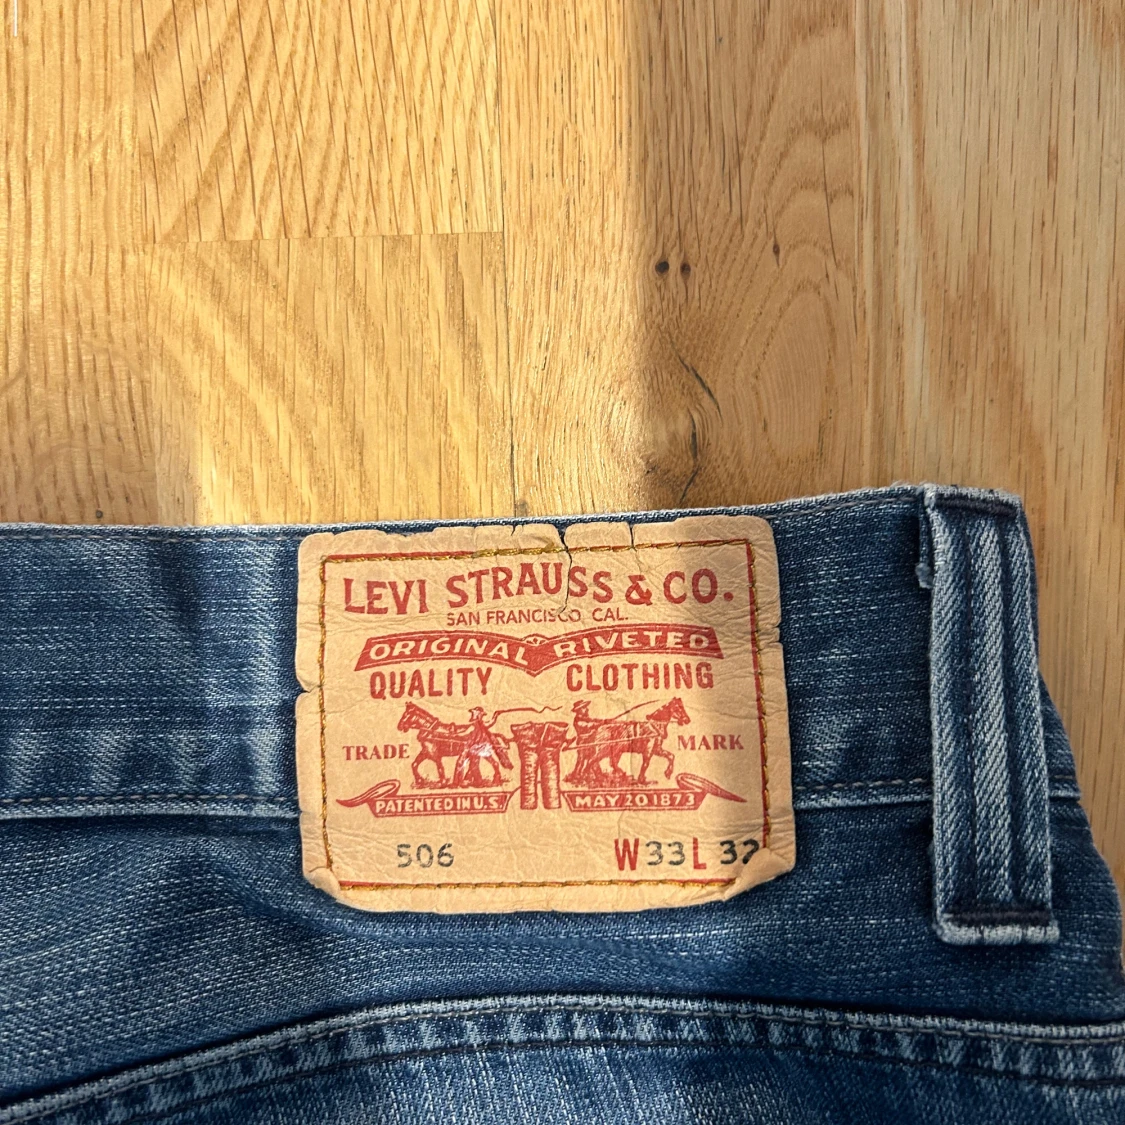 LEVI STRAUSS & CO.
SAN FRANCISCO CAL.
ORIGINAL RIVETED
QUALITY CLOTHING
TRADE MARK
PATENTED IN U.S. MAY 20 1873
506 W33 L 32